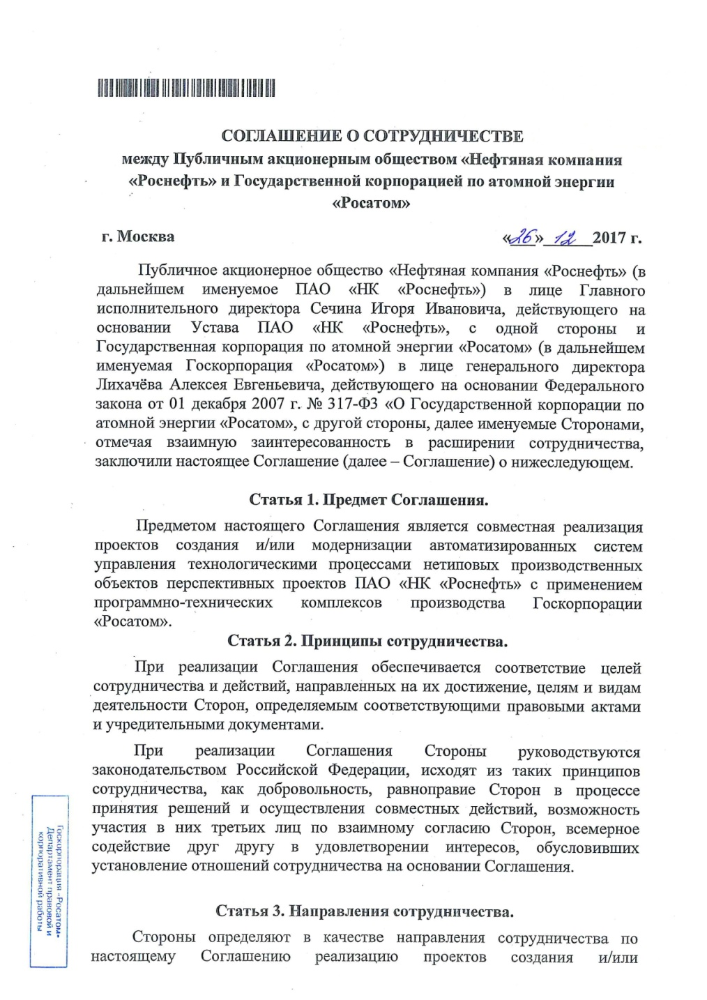 СОГЛАШЕНИЕ О СОТРУДНИЧЕСТВЕ
между Публичным акционерным обществом «Нефтяная компания
«Роснефть» и Государственной корпорацией по атомной энергии
«Росатом»
г. Москва «26» 12 2017 г.
Публичное акционерное общество «Нефтяная компания «Роснефть» (в
дальнейшем именуемое ПАО «НК «Роснефть») в лице Главного
исполнительного директора Сечина Игоря Ивановича, действующего на
основании Устава ПАО «НК «Роснефть», с одной стороны и
Государственная корпорация по атомной энергии «Росатом» (в дальнейшем
именуемая Госкорпорация «Росатом») в лице генерального директора
Лихачёва Алексея Евгеньевича, действующего на основании Федерального
закона от 01 декабря 2007 г. № 317-ФЗ «О Государственной корпорации по
атомной энергии «Росатом», с другой стороны, далее именуемые Сторонами,
отмечая взаимную заинтересованность в расширении сотрудничества,
заключили настоящее Соглашение (далее – Соглашение) о нижеследующем.
Статья 1. Предмет Соглашения.
Предметом настоящего Соглашения является совместная реализация
проектов создания и/или модернизации автоматизированных систем
управления технологическими процессами нетиповых производственных
объектов перспективных проектов ПАО «НК «Роснефть» с применением
программно-технических комплексов производства Госкорпорации
«Росатом».
Статья 2. Принципы сотрудничества.
При реализации Соглашения обеспечивается соответствие целей
сотрудничества и действий, направленных на их достижение, целям и видам
деятельности Сторон, определяемым соответствующими правовыми актами
и учредительными документами.
При реализации Соглашения Стороны руководствуются
законодательством Российской Федерации, исходят из таких принципов
сотрудничества, как добровольность, равноправие Сторон в процессе
принятия решений и осуществления совместных действий, возможность
участия в них третьих лиц по взаимному согласию Сторон, всемерное
содействие друг другу в удовлетворении интересов, обусловивших
установление отношений сотрудничества на основании Соглашения.
Статья 3. Направления сотрудничества.
Стороны определяют в качестве направления сотрудничества по
настоящему Соглашению реализацию проектов создания и/или
Госкорпорация «Росатом»
Департамент правовой и
корпоративной работы